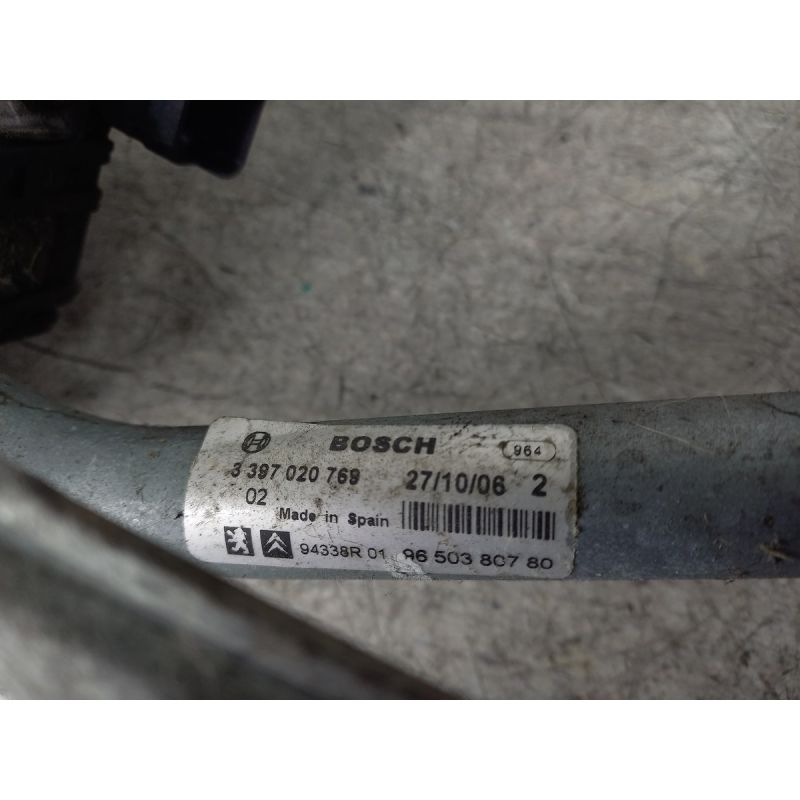 BOSCH 964
3 397 020 769 27/10/06 2
02 Made in Spain
94338R 01 96 503 807 80